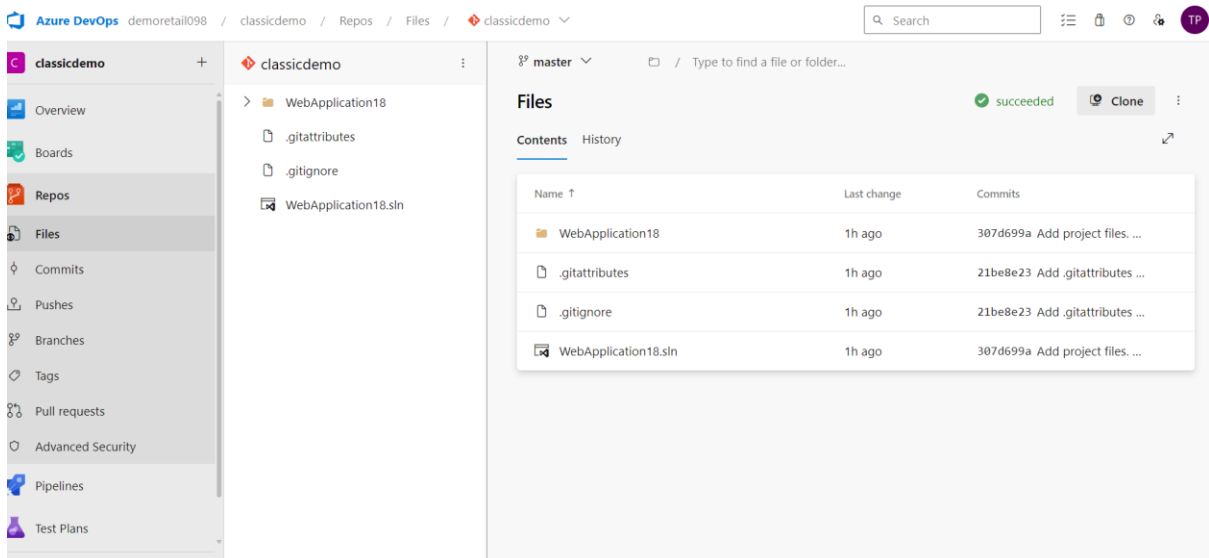 Azure DevOps demoretail098 / classicdemo / Repos / Files / classicdemo
Search
TP
C classicdemo +
Overview
Boards
Repos
Files
Commits
Pushes
Branches
Tags
Pull requests
Advanced Security
Pipelines
Test Plans
classicdemo
WebApplication18
.gitattributes
.gitignore
WebApplication18.sln
master / Type to find a file or folder...
Files succeeded Clone
Contents History
Name ↑ Last change Commits
WebApplication18 1h ago 307d699a Add project files. ...
.gitattributes 1h ago 21be8e23 Add .gitattributes ...
.gitignore 1h ago 21be8e23 Add .gitattributes ...
WebApplication18.sln 1h ago 307d699a Add project files. ...